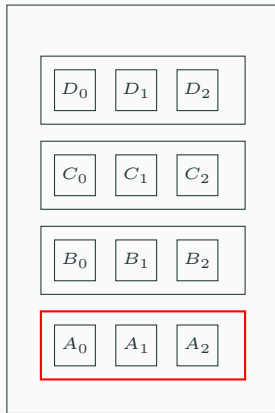 D₀ D₁ D₂
C₀ C₁ C₂
B₀ B₁ B₂
A₀ A₁ A₂